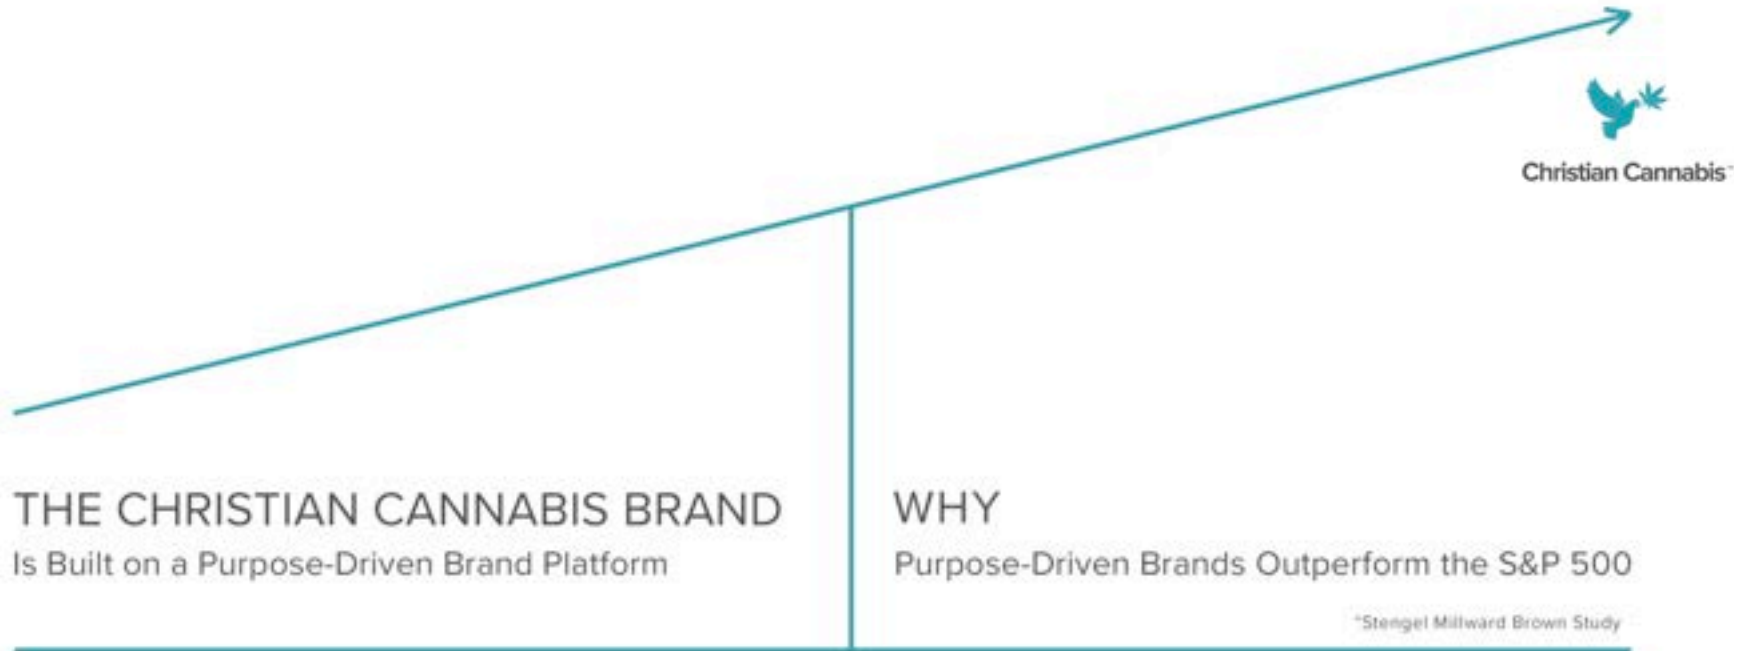 Christian Cannabis™
THE CHRISTIAN CANNABIS BRAND
Is Built on a Purpose-Driven Brand Platform
WHY
Purpose-Driven Brands Outperform the S&P 500
*Stengel Millward Brown Study